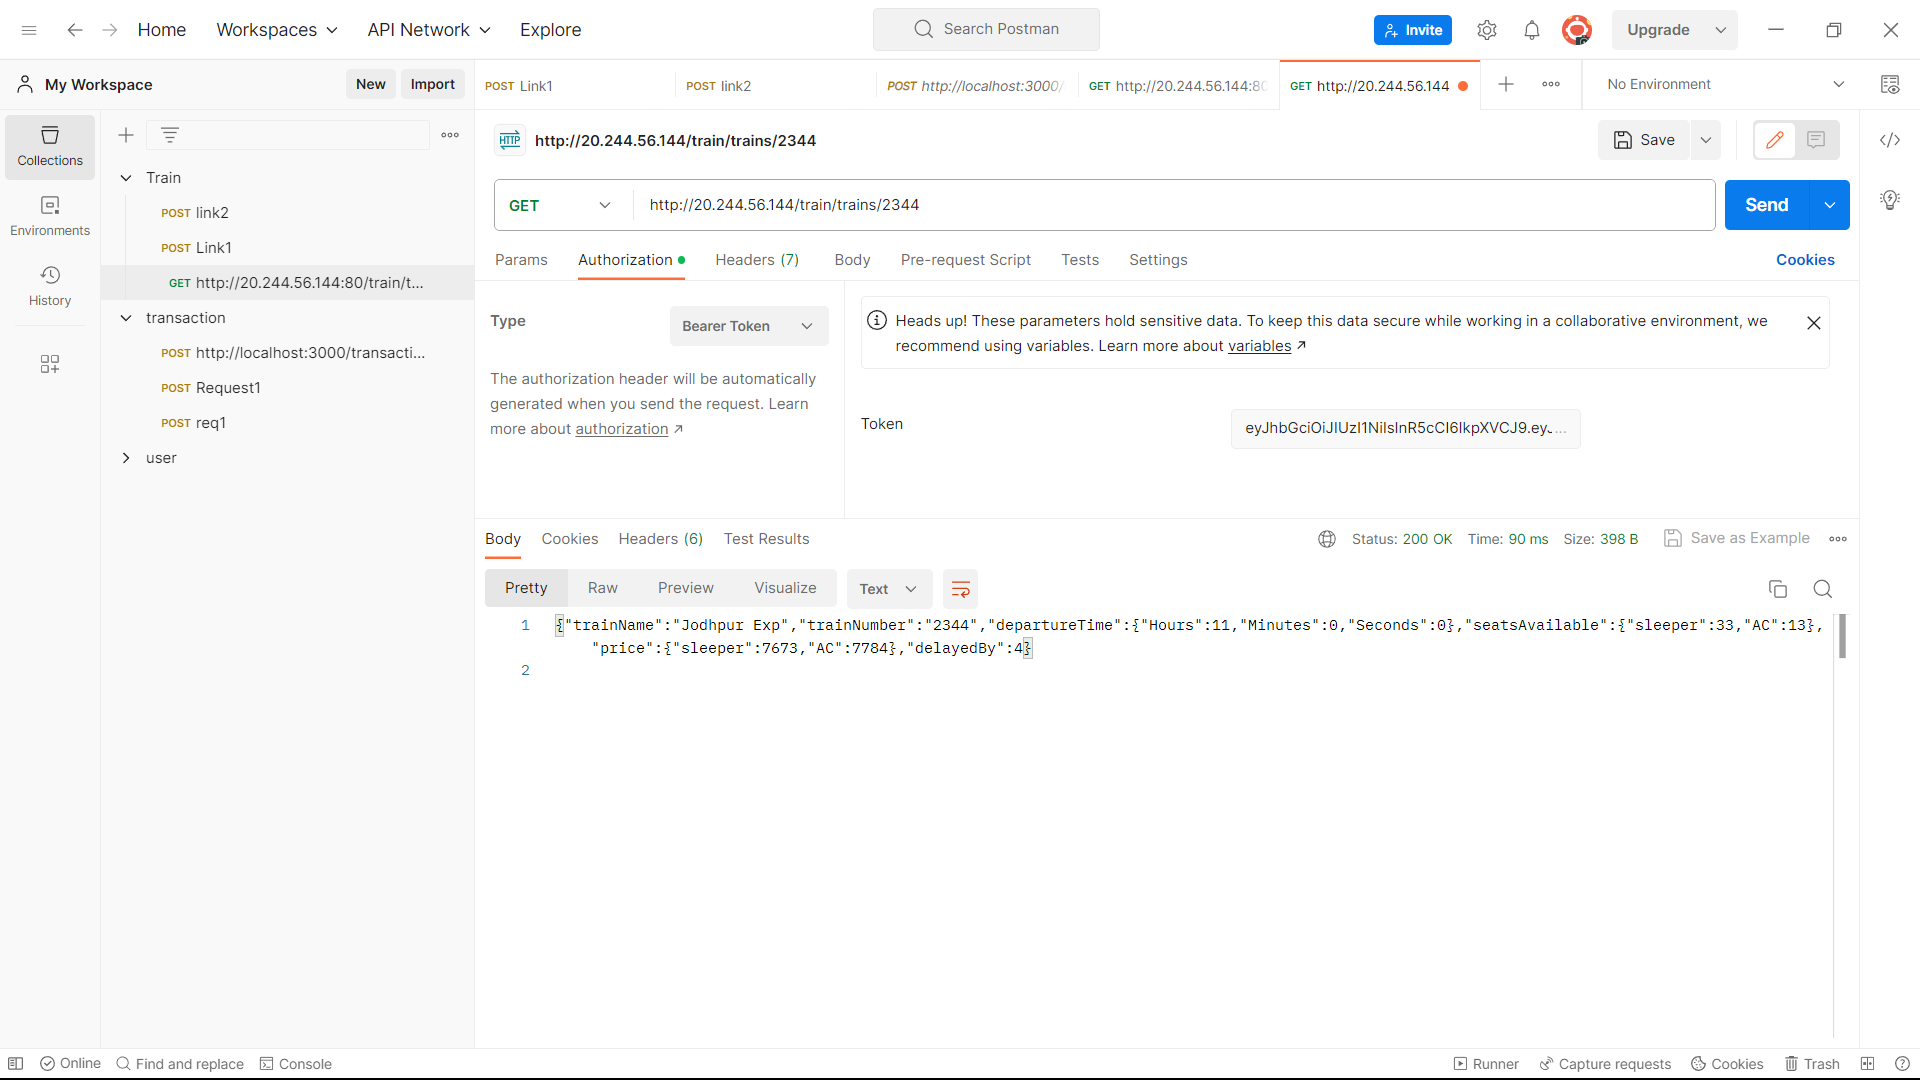 Home Workspaces API Network Explore Search Postman Invite Upgrade
My Workspace New Import POST Link1 POST link2 POST http://localhost:3000/ GET http://20.244.56.144:80 GET http://20.244.56.144 No Environment
Collections
Environments
History
Train
POST link2
POST Link1
GET http://20.244.56.144:80/train/t...
transaction
POST http://localhost:3000/transacti...
POST Request1
POST req1
user
HTTP http://20.244.56.144/train/trains/2344 Save
GET http://20.244.56.144/train/trains/2344 Send
Params Authorization Headers (7) Body Pre-request Script Tests Settings Cookies
Type Bearer Token
The authorization header will be automatically
generated when you send the request. Learn
more about authorization ↗
Heads up! These parameters hold sensitive data. To keep this data secure while working in a collaborative environment, we
recommend using variables. Learn more about variables ↗
Token
Body Cookies Headers (6) Test Results Status: 200 OK Time: 90 ms Size: 398 B Save as Example
Pretty Raw Preview Visualize Text
1 {"trainName":"Jodhpur Exp","trainNumber":"2344","departureTime":{"Hours":11,"Minutes":0,"Seconds":0},"seatsAvailable":{"sleeper":33,"AC":13},
"price":{"sleeper":7673,"AC":7784},"delayedBy":4}
2
Online Find and replace Console Runner Capture requests Cookies Trash